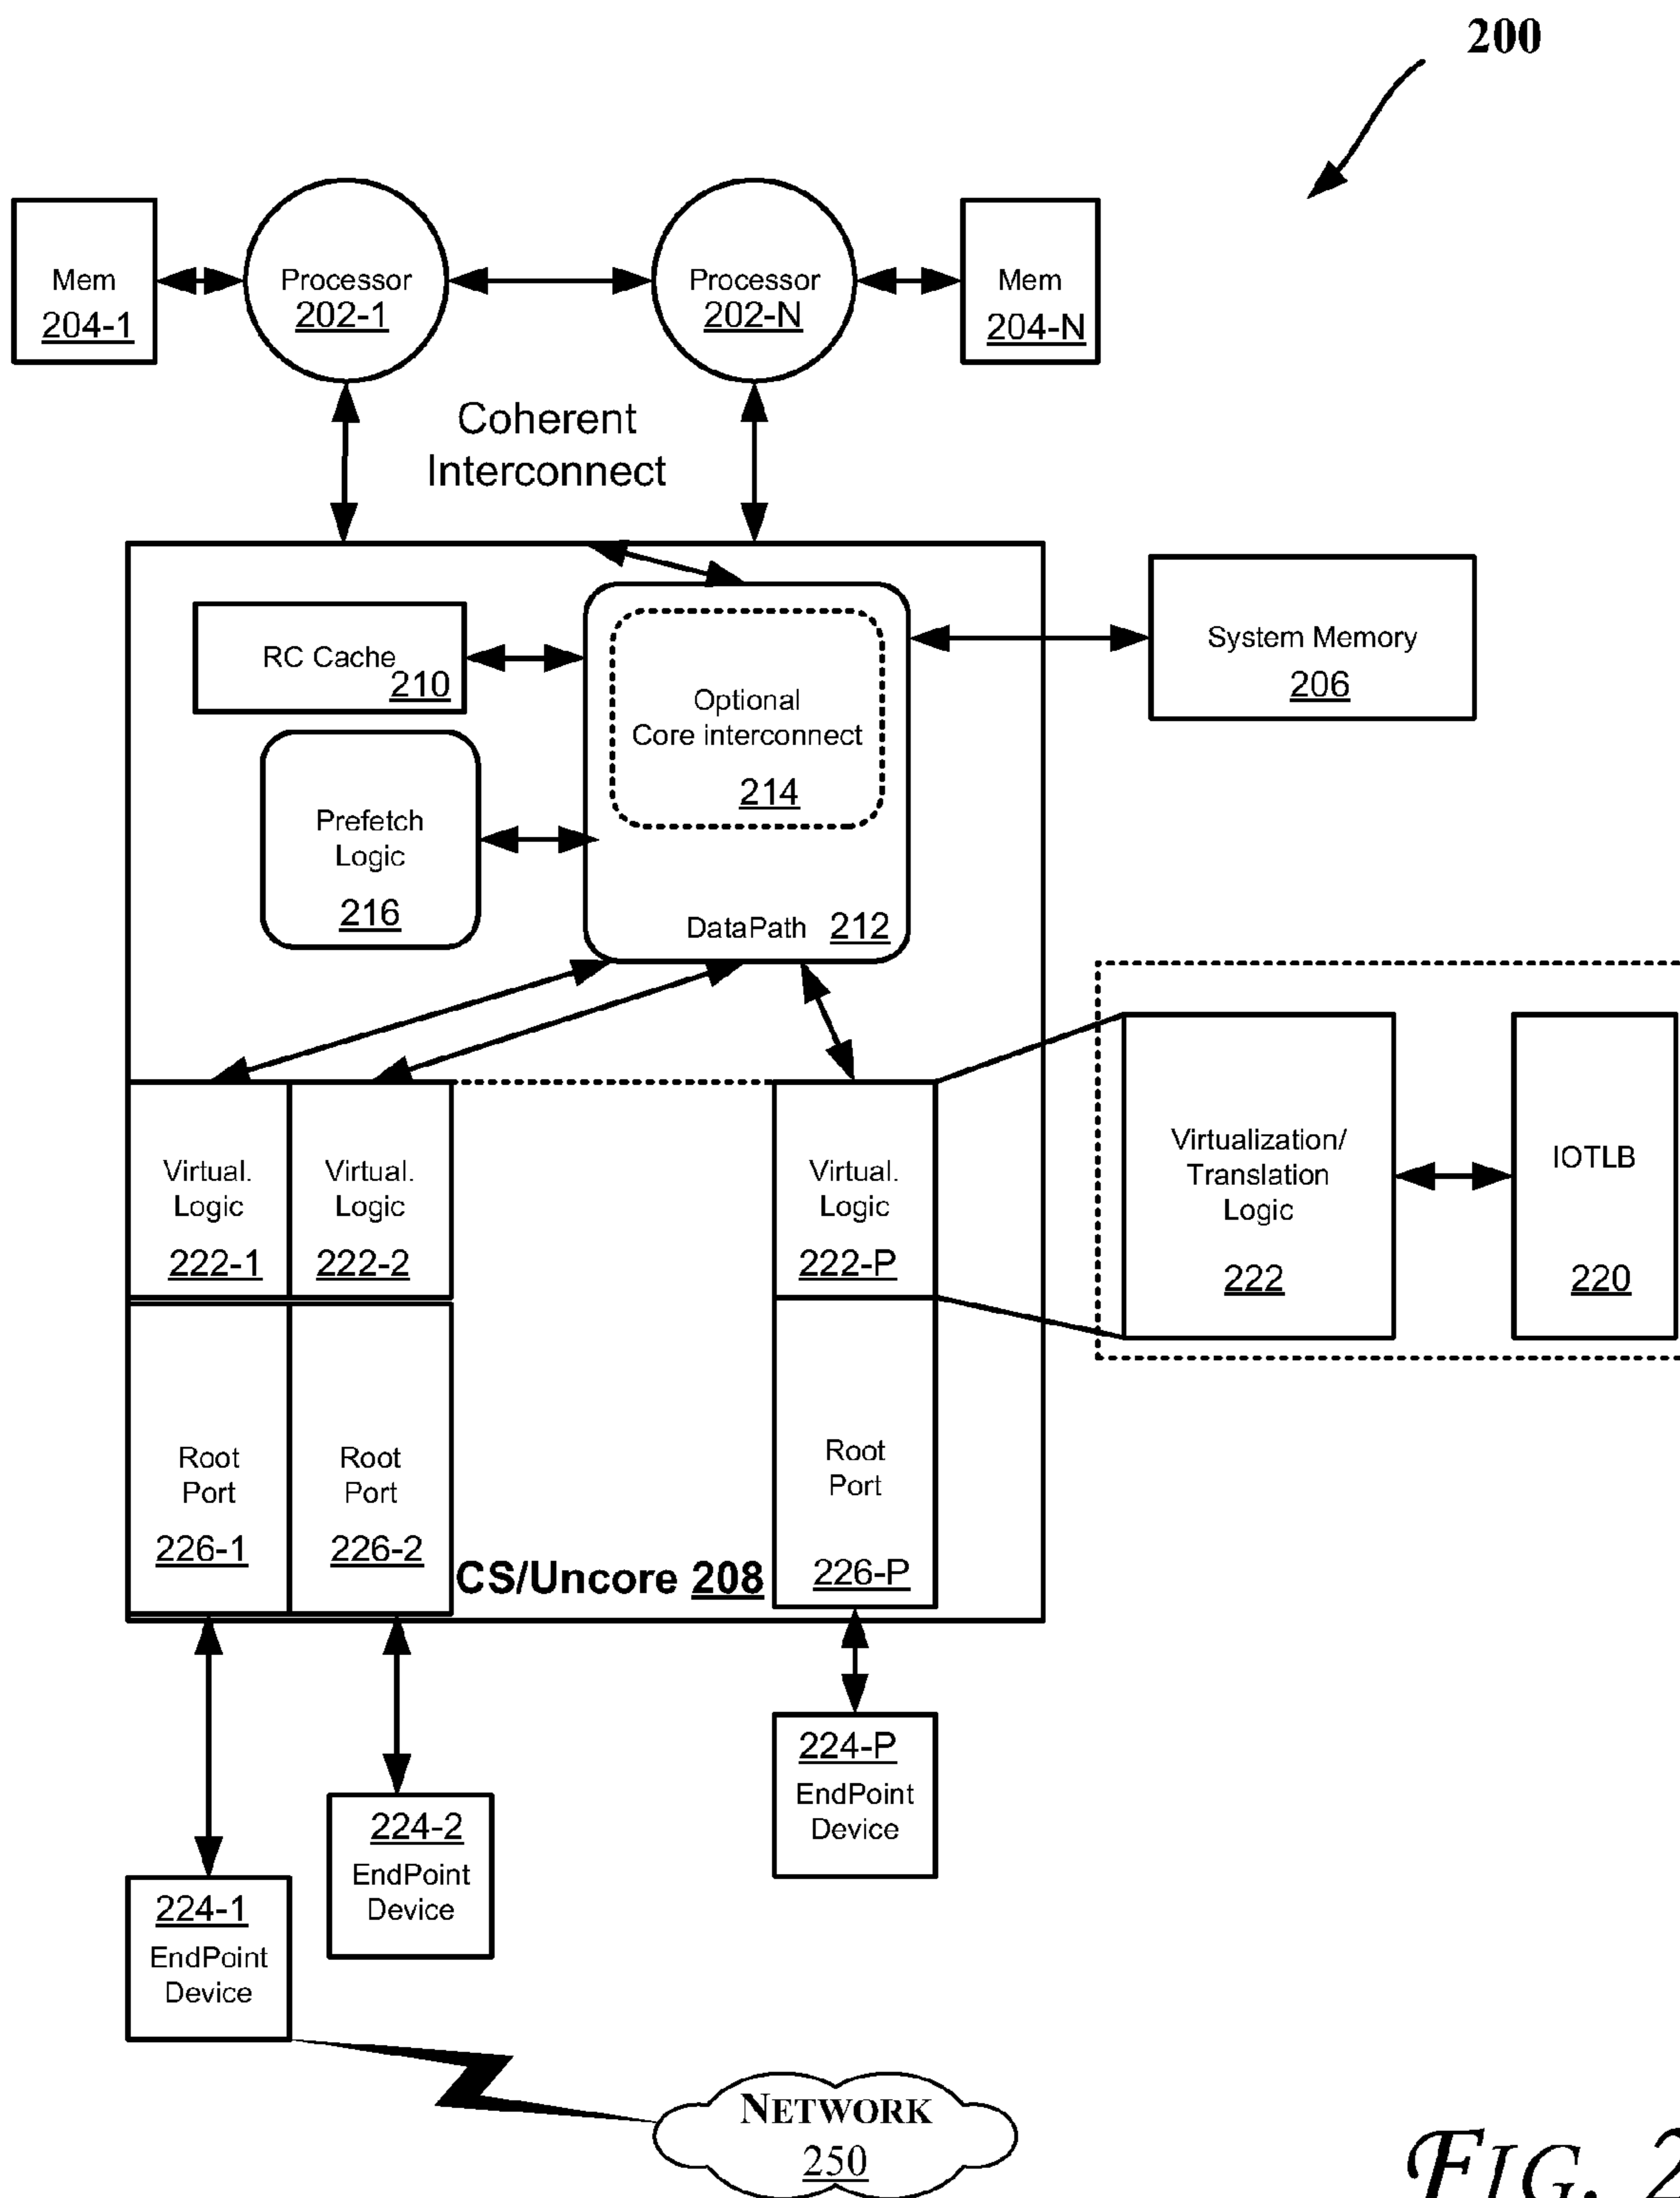 200
Mem
204-1
Processor
202-1
Processor
202-N
Mem
204-N
Coherent
Interconnect
RC Cache
210
Optional
Core interconnect
214
System Memory
206
Prefetch
Logic
216
DataPath 212
Virtual.
Logic
222-1
Virtual.
Logic
222-2
Virtual.
Logic
222-P
Virtualization/
Translation
Logic
222
IOTLB
220
Root
Port
226-1
Root
Port
226-2
CS/Uncore 208
Root
Port
226-P
224-P
EndPoint
Device
224-2
EndPoint
Device
224-1
EndPoint
Device
NETWORK
250
FIG. 2